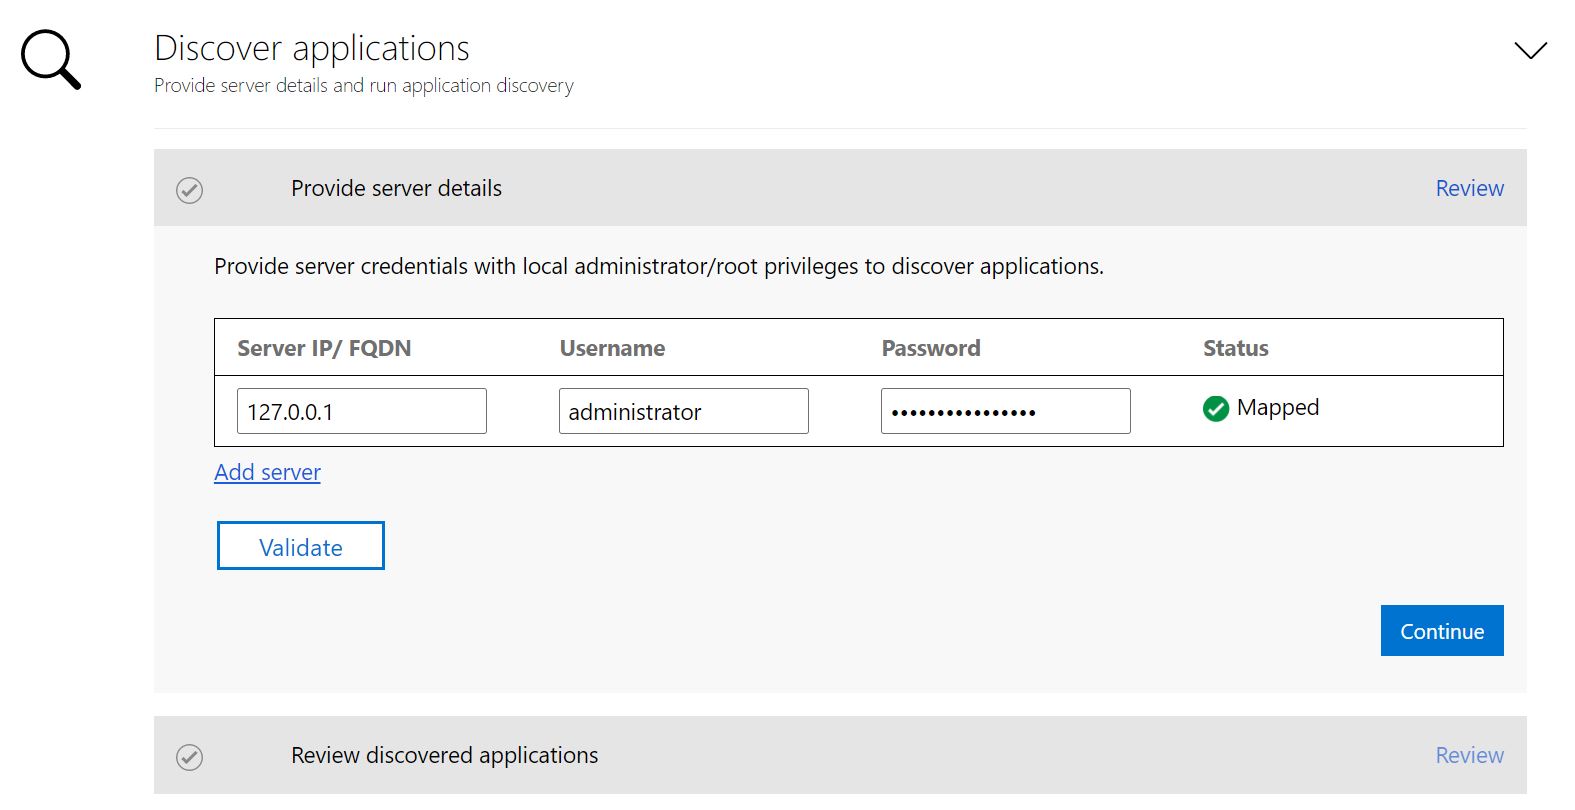 Discover applications
Provide server details and run application discovery
Provide server details
Review
Provide server credentials with local administrator/root privileges to discover applications.
Server IP/ FQDN Username Password Status
127.0.0.1 administrator •••••••••••••••• Mapped
Add server
Validate
Continue
Review discovered applications
Review